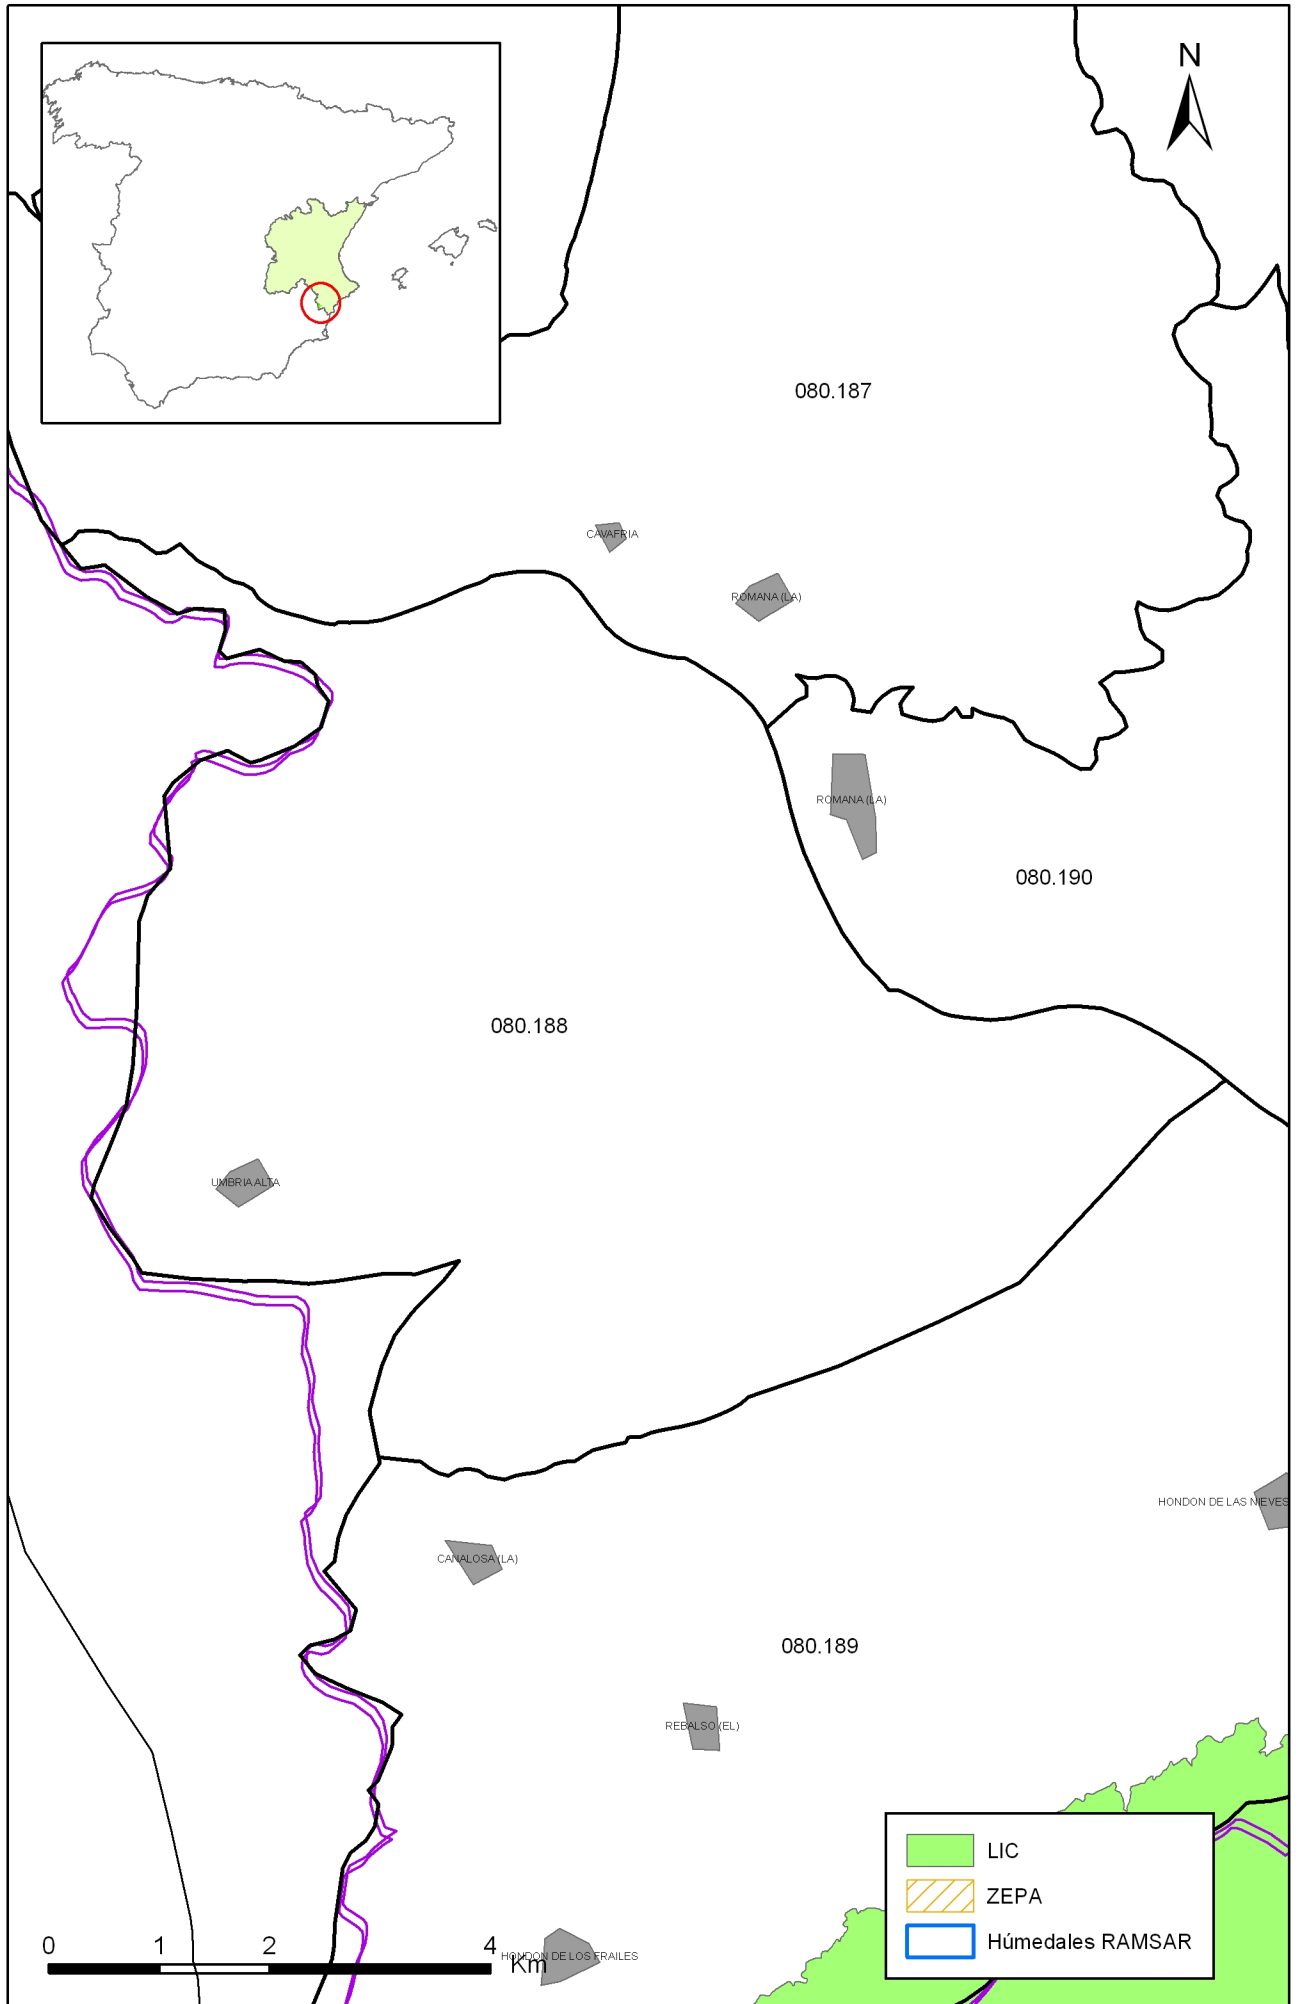 N
080.187
CAVAFRIA
ROMANA (LA)
ROMANA (LA)
080.190
080.188
UMBRIA ALTA
HONDON DE LAS NIEVES
CAÑALOSA (LA)
080.189
REBALSO (EL)
LIC
ZEPA
Húmedales RAMSAR
0 1 2 4
Km
HONDON DE LOS FRAILES